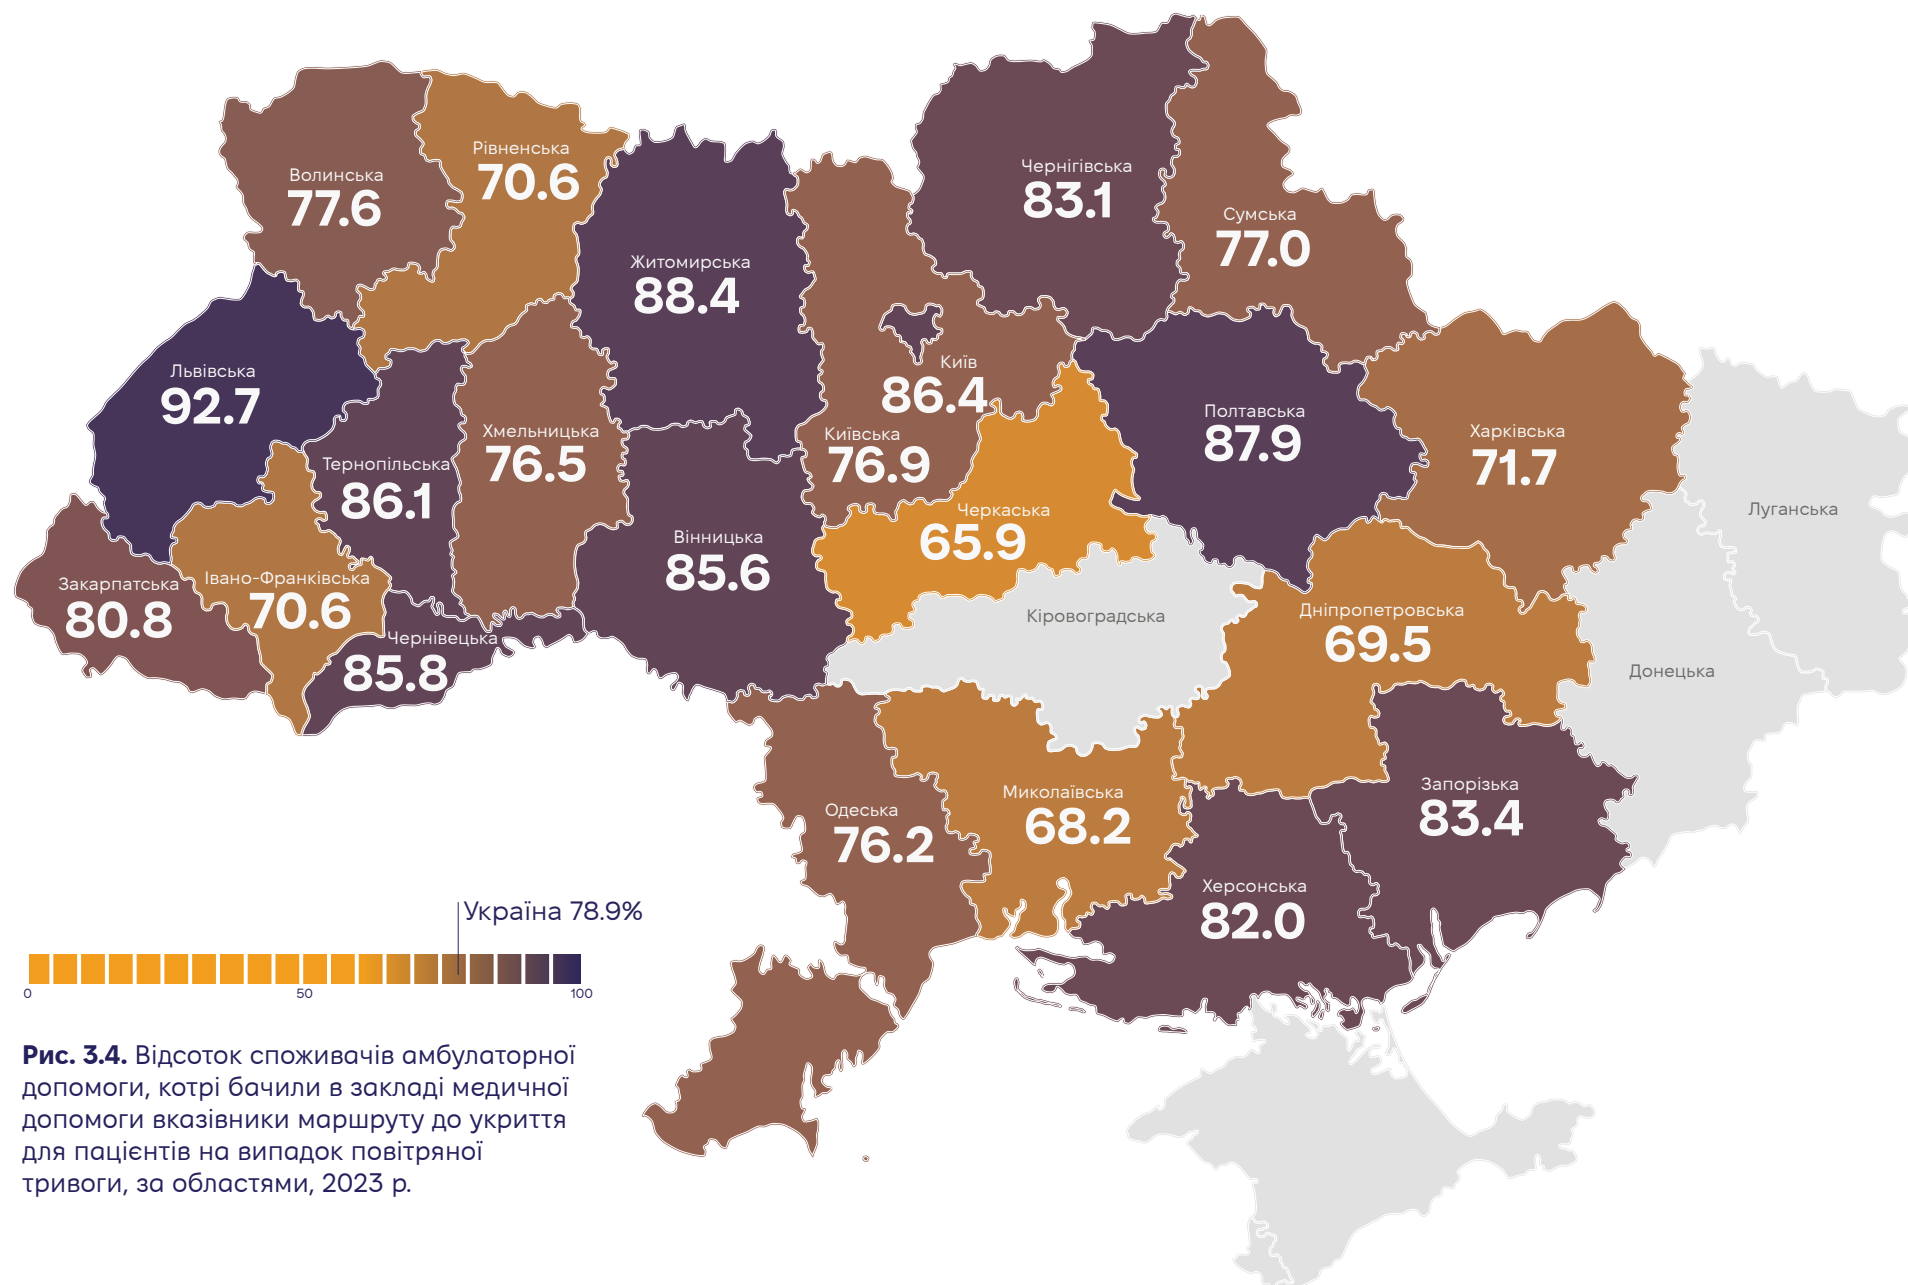 Волинська
77.6
Рівненська
70.6
Житомирська
88.4
Чернігівська
83.1
Сумська
77.0
Львівська
92.7
Тернопільська
86.1
Хмельницька
76.5
Київ
86.4
Київська
76.9
Полтавська
87.9
Харківська
71.7
Луганська
Черкаська
65.9
Вінницька
85.6
Закарпатська
80.8
Івано-Франківська
70.6
Чернівецька
85.8
Кіровоградська
Дніпропетровська
69.5
Донецька
Одеська
76.2
Миколаївська
68.2
Запорізька
83.4
Херсонська
82.0
Україна 78.9%
0
50
100
Рис. 3.4. Відсоток споживачів амбулаторної
допомоги, котрі бачили в закладі медичної
допомоги вказівники маршруту до укриття
для пацієнтів на випадок повітряної
тривоги, за областями, 2023 р.